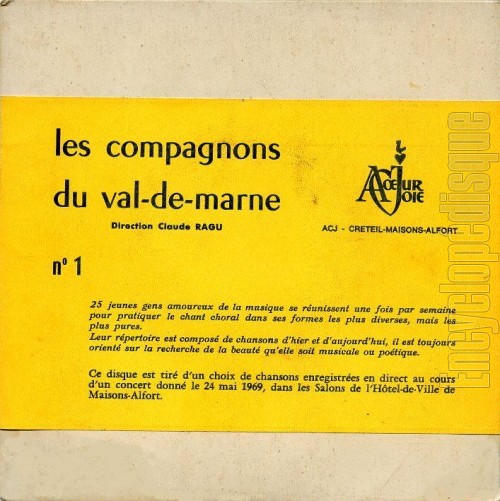 les compagnons
du val-de-marne
Direction Claude RAGU
A CŒUR
JOIE
ACJ - CRETEIL-MAISONS-ALFORT
n° 1
25 jeunes gens amoureux de la musique se réunissent une fois par semaine
pour pratiquer le chant choral dans ses formes les plus diverses, mais les
plus pures.
Leur répertoire est composé de chansons d'hier et d'aujourd'hui, il est toujours
orienté sur la recherche de la beauté qu'elle soit musicale ou poétique.
Ce disque est tiré d'un choix de chansons enregistrées en direct au cours
d'un concert donné le 24 mai 1969, dans les Salons de l'Hôtel-de-Ville de
Maisons-Alfort.
Encyclopédisque